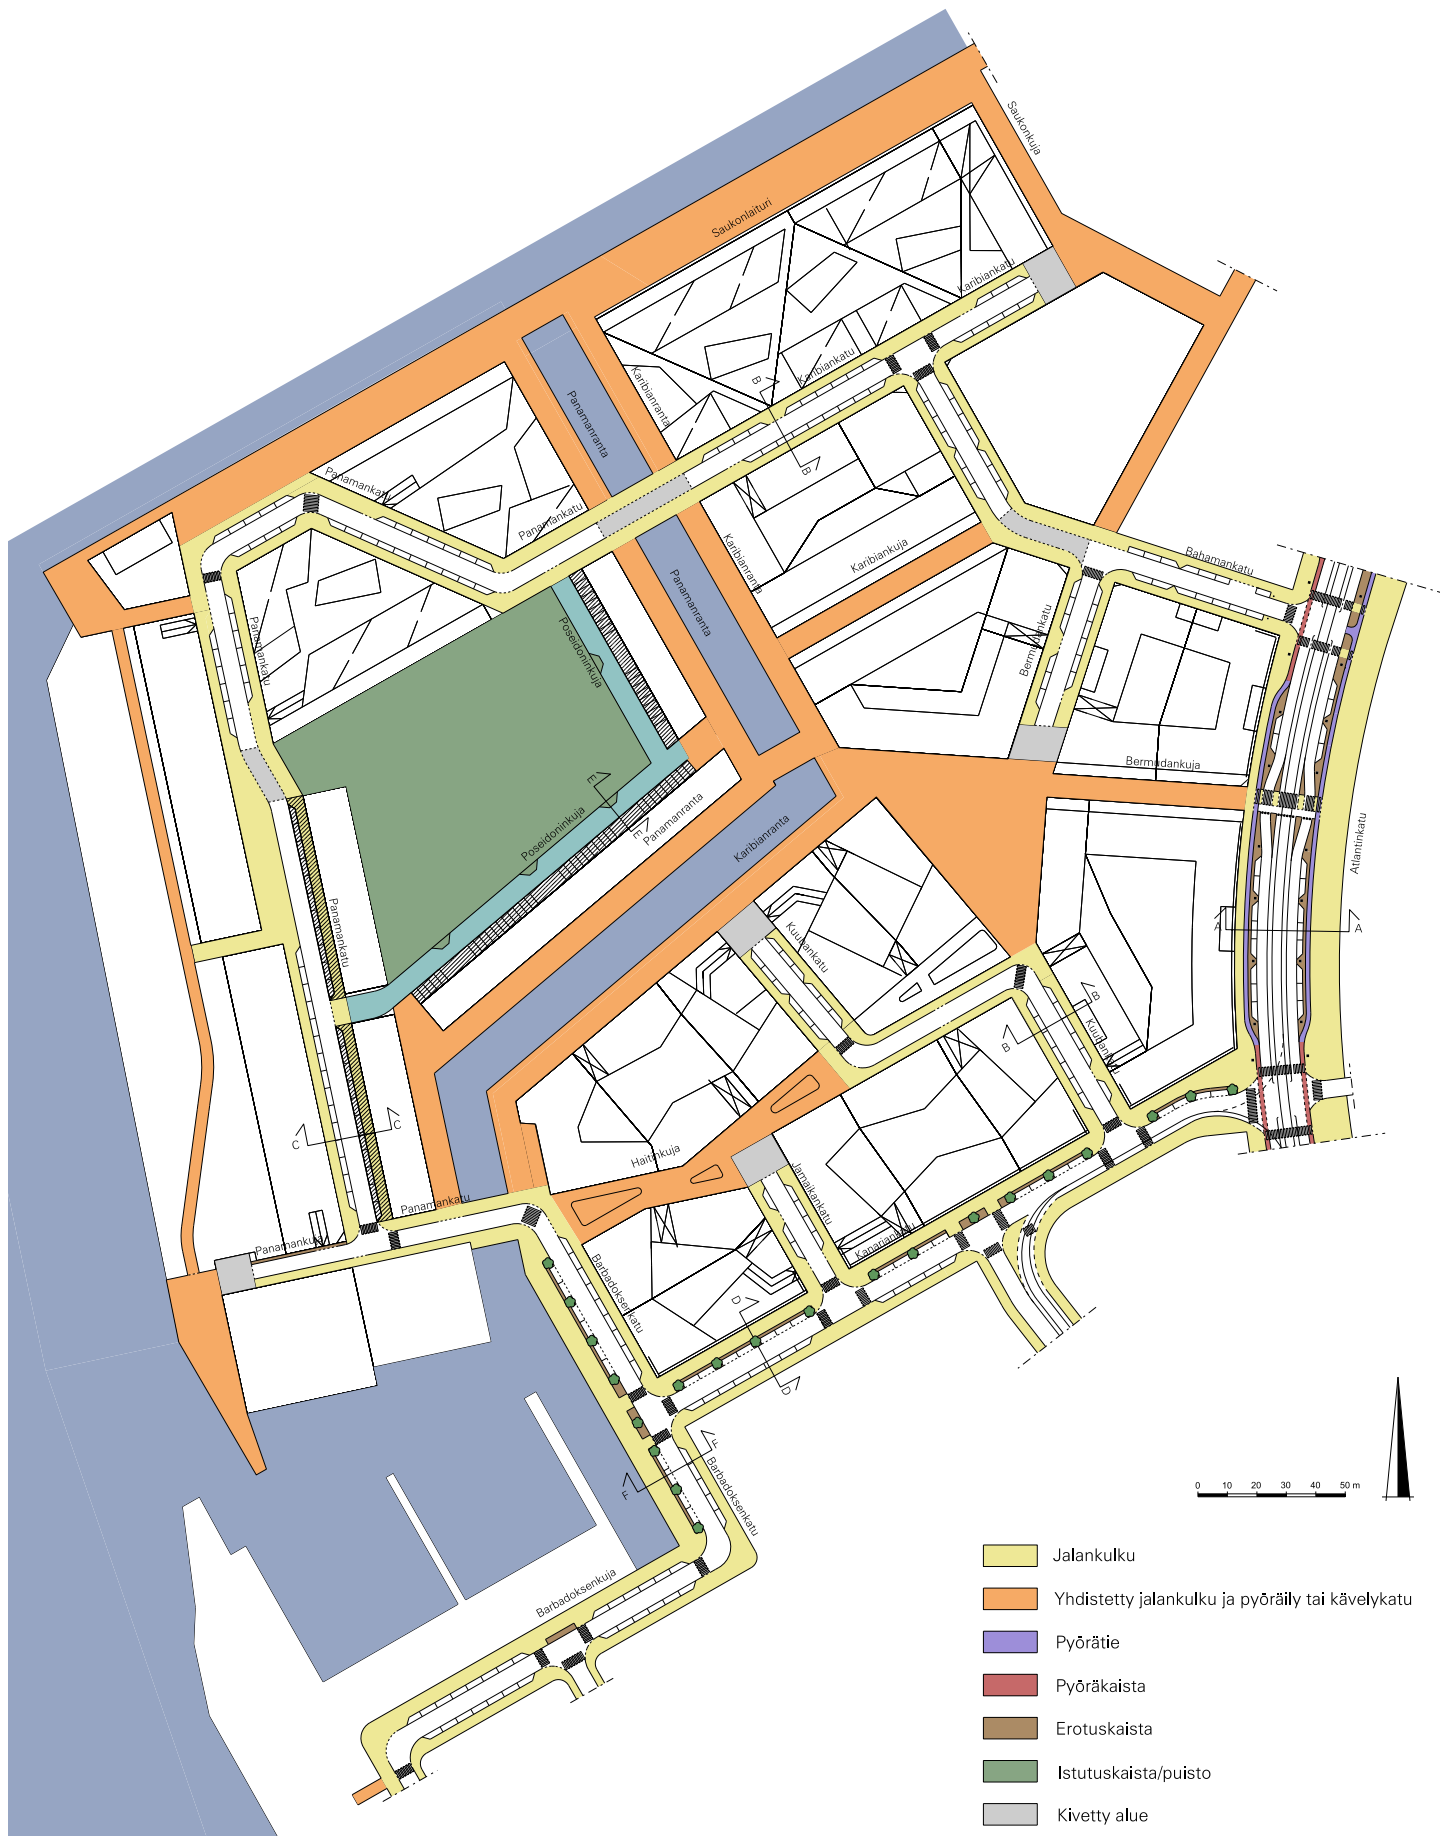 Saukonkuja
Saukonlaituri
Karibiankatu
Karibiankatu
Karibianranta
Panamanranta
B
B
Panamankatu
Panamankatu
Karibianranta
Karibiankuja
Panamanranta
Bahamankatu
Bermudankatu
Poseidoninkuja
Panamankatu
Bermudankuja
E
E
Panamanranta
Poseidoninkuja
Karibianranta
Atlantinkatu
Panamankatu
Kuubankatu
A
A
B
B
Kuubankatu
C
C
Haitinkuja
Jamaikankatu
Panamankatu
Panamankuja
Kanariankatu
Barbadoksenkatu
D
D
F
F
Barbadoksenkatu
Barbadoksenkuja
0 10 20 30 40 50 m
Jalankulku
Yhdistetty jalankulku ja pyöräily tai kävelykatu
Pyörätie
Pyöräkaista
Erotuskaista
Istutuskaista/puisto
Kivetty alue